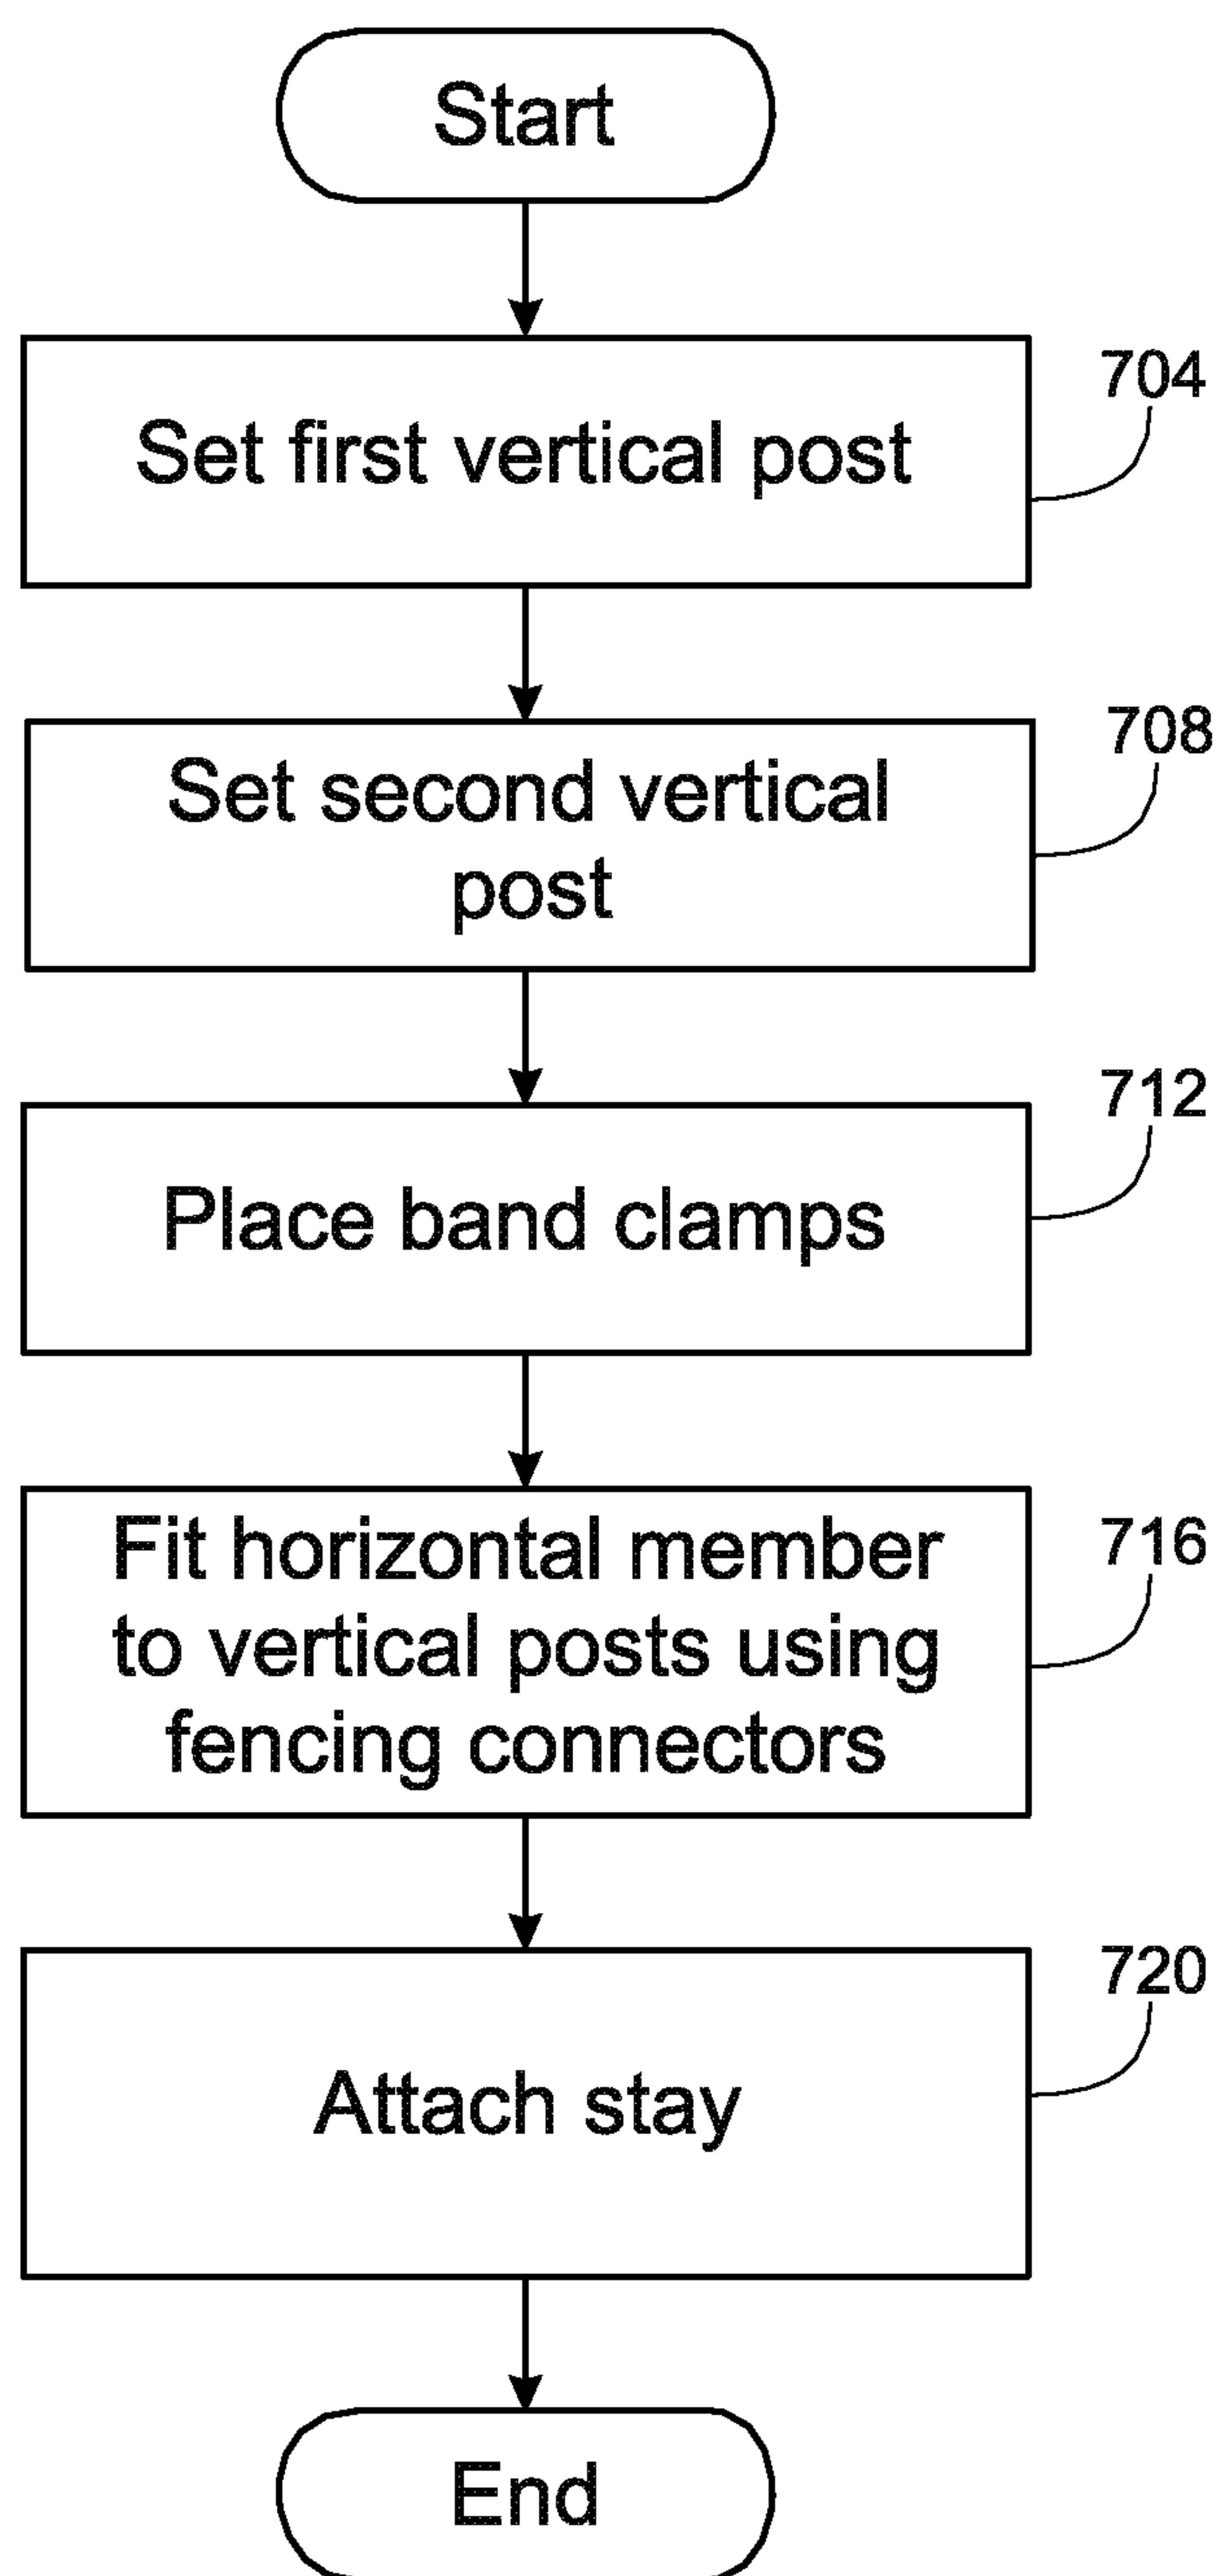 Start
704
Set first vertical post
708
Set second vertical
post
712
Place band clamps
716
Fit horizontal member
to vertical posts using
fencing connectors
720
Attach stay
End